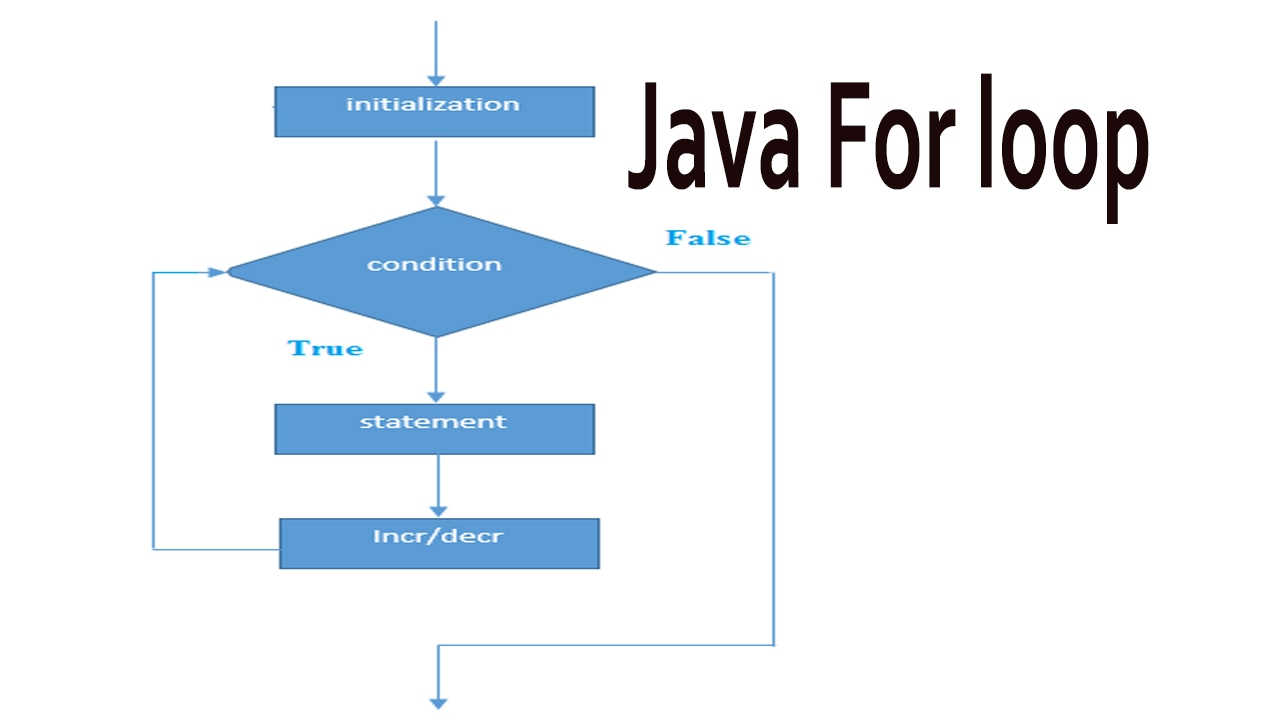 initialization
Java For loop
False
condition
True
statement
Incr/decr